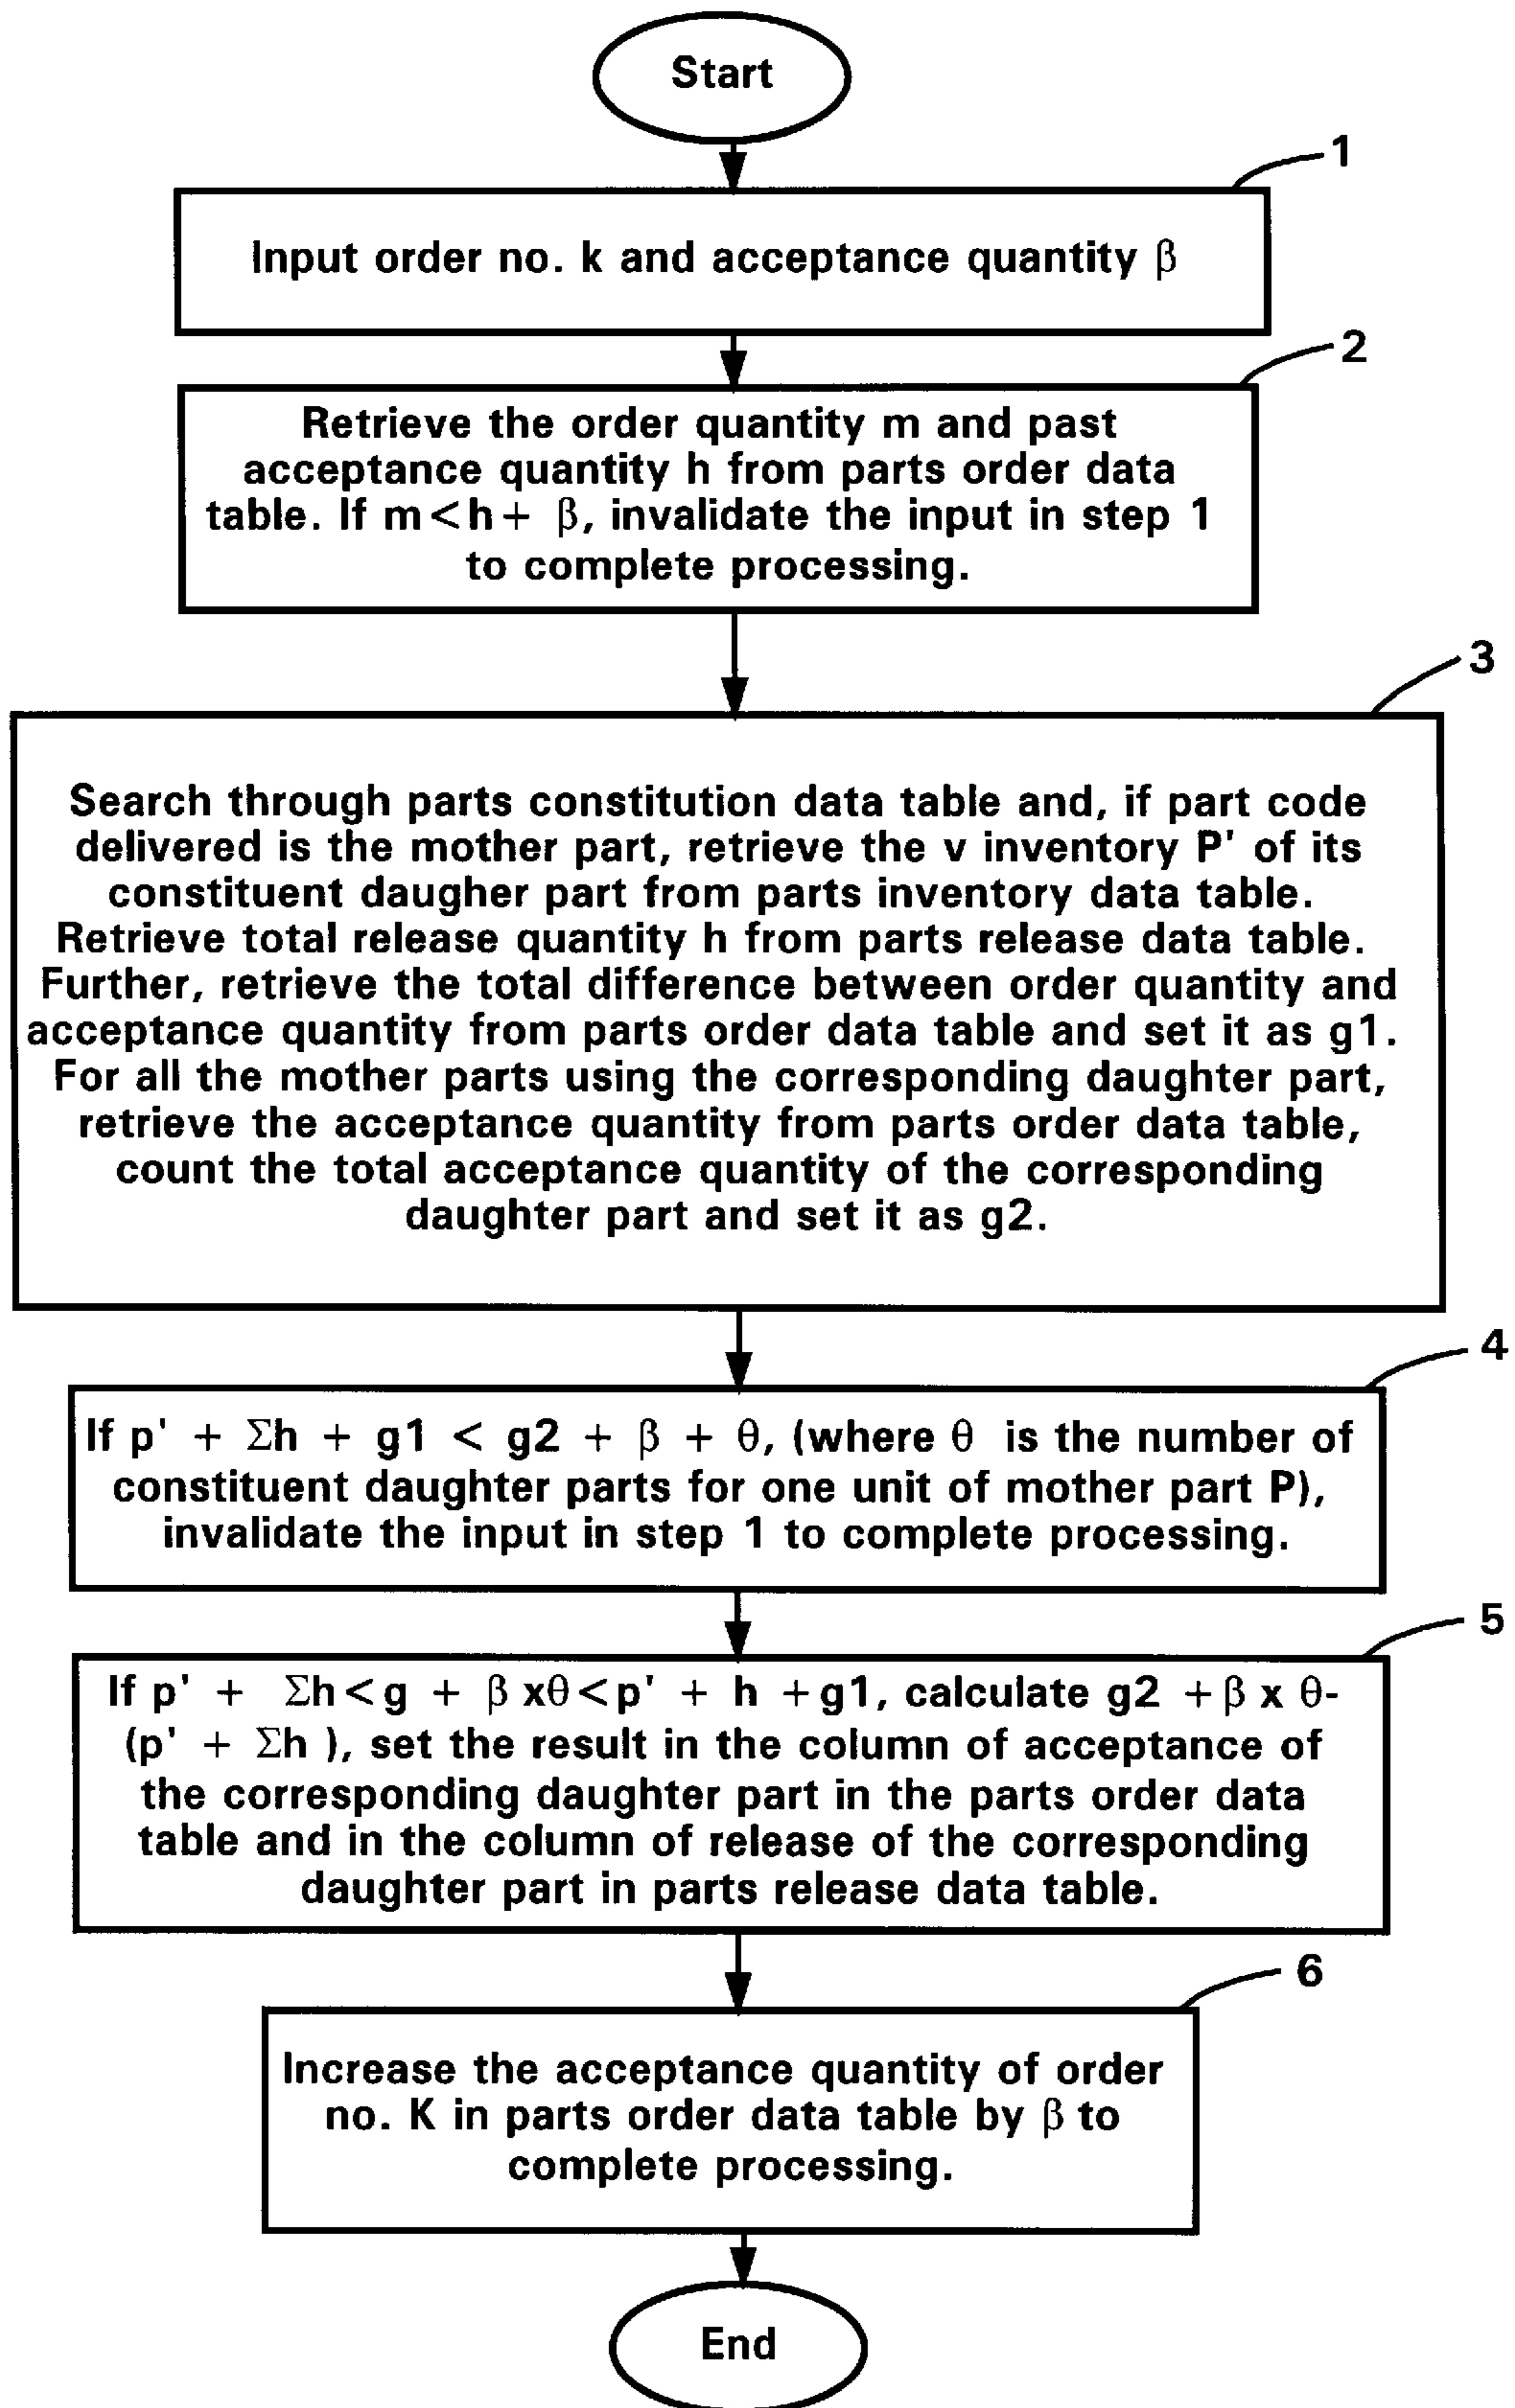 Start
1
Input order no. k and acceptance quantity β
2
Retrieve the order quantity m and past
acceptance quantity h from parts order data
table. If m<h+ β, invalidate the input in step 1
to complete processing.
3
Search through parts constitution data table and, if part code
delivered is the mother part, retrieve the v inventory P' of its
constituent daugher part from parts inventory data table.
Retrieve total release quantity h from parts release data table.
Further, retrieve the total difference between order quantity and
acceptance quantity from parts order data table and set it as g1.
For all the mother parts using the corresponding daughter part,
retrieve the acceptance quantity from parts order data table,
count the total acceptance quantity of the corresponding
daughter part and set it as g2.
4
If p' + Σh + g1 < g2 + β + θ, (where θ is the number of
constituent daughter parts for one unit of mother part P),
invalidate the input in step 1 to complete processing.
5
If p' + Σh<g + β xθ<p' + h +g1, calculate g2 +β x θ-
(p' + Σh ), set the result in the column of acceptance of
the corresponding daughter part in the parts order data
table and in the column of release of the corresponding
daughter part in parts release data table.
6
Increase the acceptance quantity of order
no. K in parts order data table by β to
complete processing.
End